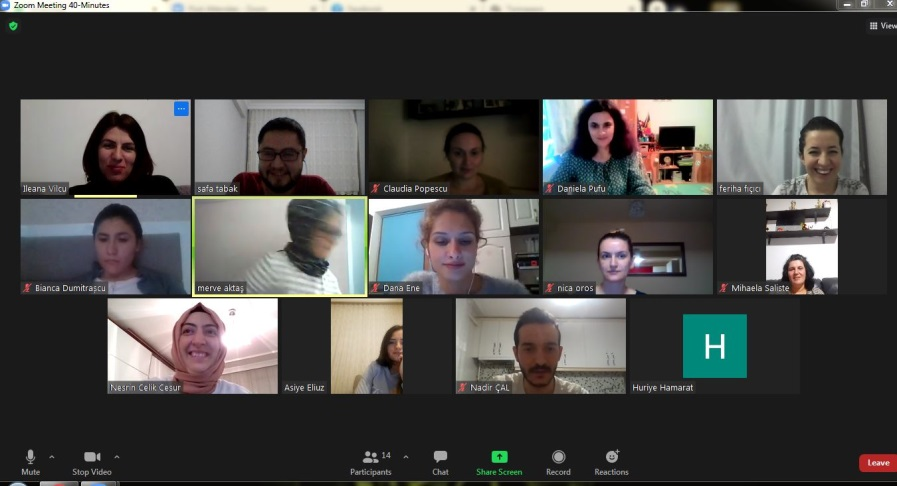 Zoom Meeting 40-Minutes
View
Ileana Vilcu
safa tabak
Claudia Popescu
Daniela Pufu
feriha fıçıcı
Bianca Dumitrașcu
merve aktaş
Dana Ene
nica oros
Mihaela Saliste
Nesrin Çelik Cesur
Asiye Eliuz
Nadir ÇAL
H
Huriye Hamarat
Mute
Stop Video
14
Participants
Chat
Share Screen
Record
Reactions
Leave